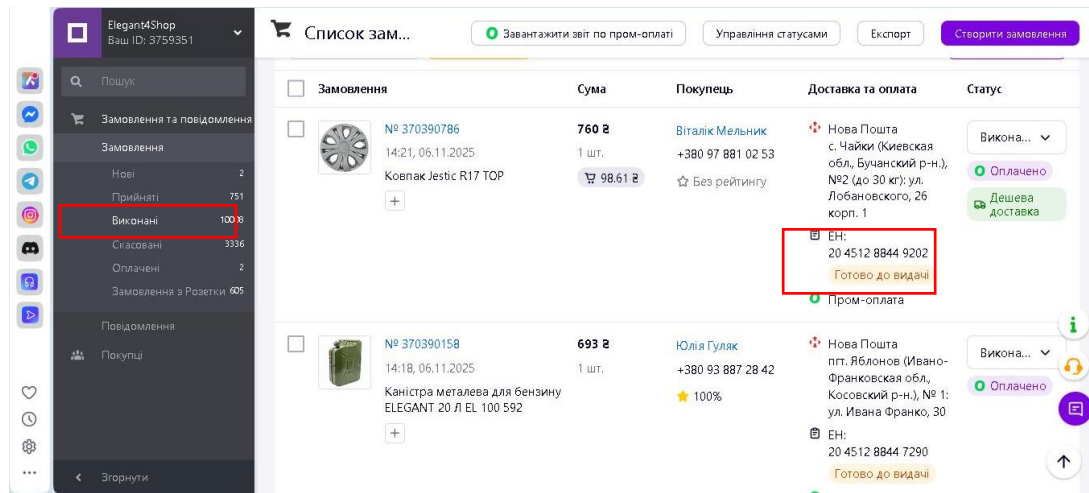 Elegant4Shop
Ваш ID: 3759351
Пошук
Замовлення та повідомлення
Замовлення
Нові 2
Прийняті 751
Виконані 10008
Скасовані 3336
Оплачені 2
Замовлення з Розетки 605
Повідомлення
Покупці
Згорнути
Список зам...
Завантажити звіт по пром-оплаті
Управління статусами
Експорт
Створити замовлення
Замовлення Сума Покупець Доставка та оплата Статус
№ 370390786
14:21, 06.11.2025
Ковпак Jestic R17 TOP
760 ₴
1 шт.
98.61 ₴
Віталік Мельник
+380 97 881 02 53
Без рейтингу
Нова Пошта
с. Чайки (Киевская
обл., Бучанский р-н.),
№2 (до 30 кг): ул.
Лобановского, 26
корп. 1
ЕН:
20 4512 8844 9202
Готово до видачі
Пром-оплата
Викона...
Оплачено
Дешева
доставка
№ 370390158
14:18, 06.11.2025
Каністра металева для бензину
ELEGANT 20 Л EL 100 592
693 ₴
1 шт.
Юлія Гуляк
+380 93 887 28 42
100%
Нова Пошта
пгт. Яблонов (Ивано-
Франковская обл.,
Косовский р-н.), № 1:
ул. Ивана Франко, 30
ЕН:
20 4512 8844 7290
Готово до видачі
Викона...
Оплачено